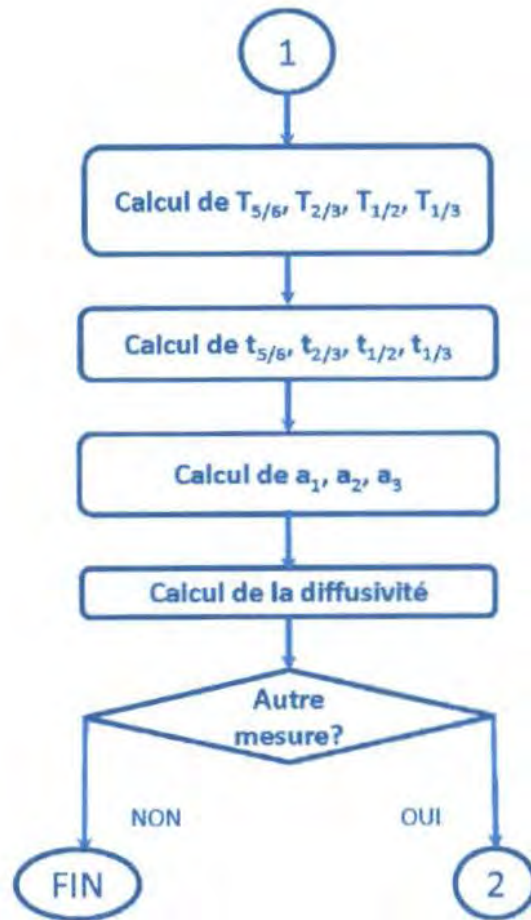 1
Calcul de T5/6, T2/3, T1/2, T1/3
Calcul de t5/6, t2/3, t1/2, t1/3
Calcul de a1, a2, a3
Calcul de la diffusivité
Autre
mesure?
NON
OUI
FIN
2